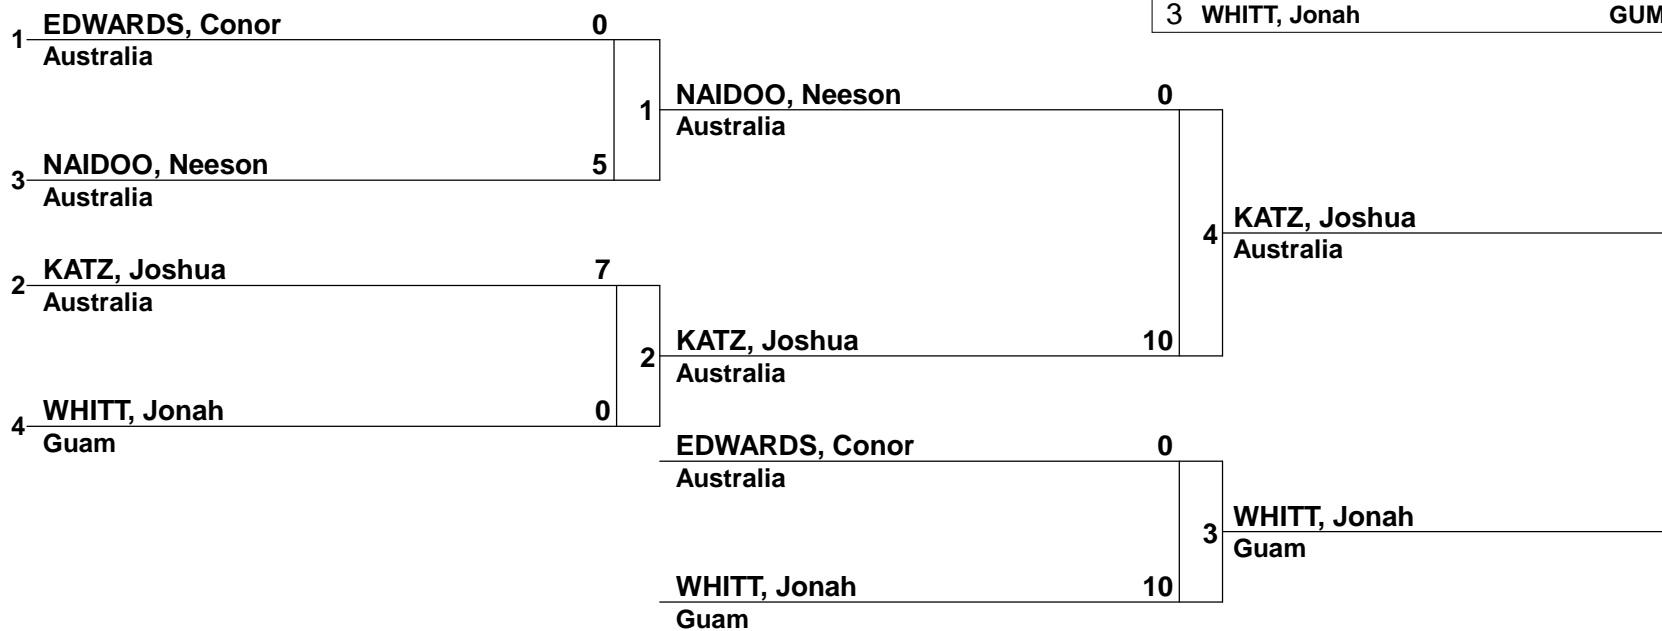 3 WHITT, Jonah GUM
EDWARDS, Conor 0
1
Australia
NAIDOO, Neeson 0
1
Australia
NAIDOO, Neeson 5
3
Australia
KATZ, Joshua
4
Australia
KATZ, Joshua 7
2
Australia
KATZ, Joshua 10
2
Australia
WHITT, Jonah 0
4
Guam
EDWARDS, Conor 0
Australia
WHITT, Jonah
3
Guam
WHITT, Jonah 10
Guam